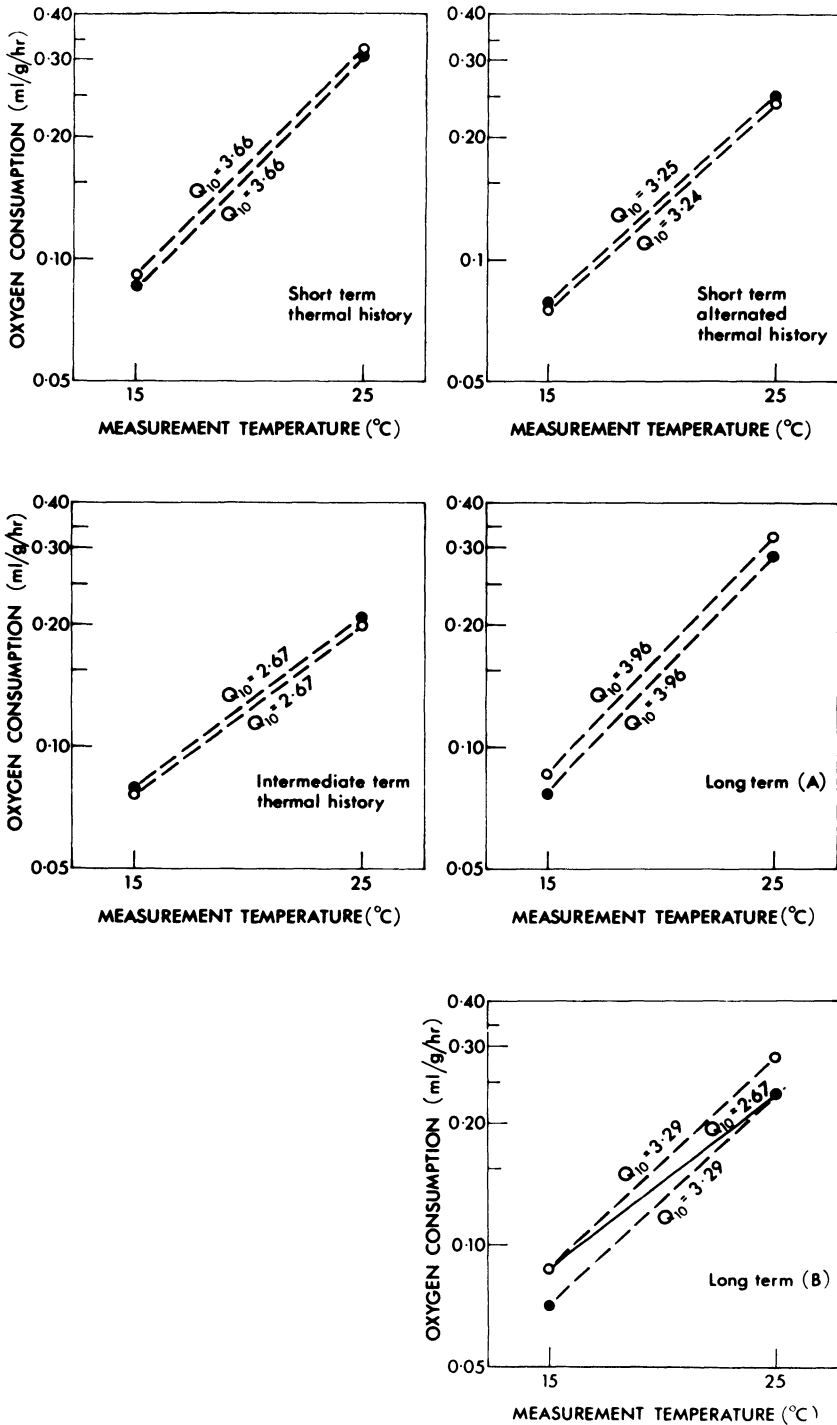 OXYGEN CONSUMPTION (ml/g/hr)
0·40
0·30
0·20
0·10
0·05
Q10 = 3·66
Q10 = 3·66
Short term
thermal history
15
25
MEASUREMENT TEMPERATURE (°C)
0·40
0·30
0·20
0·1
0·05
Q10 = 3·25
Q10 = 3·24
Short term
alternated
thermal history
15
25
MEASUREMENT TEMPERATURE (°C)
OXYGEN CONSUMPTION (ml/g/hr)
0·40
0·30
0·20
0·10
0·05
Q10 = 2·67
Q10 = 2·67
Intermediate term
thermal history
15
25
MEASUREMENT TEMPERATURE (°C)
0·40
0·30
0·20
0·10
0·05
Q10 = 3·96
Q10 = 3·96
Long term (A)
15
25
MEASUREMENT TEMPERATURE (°C)
OXYGEN CONSUMPTION (ml/g/hr)
0·40
0·30
0·20
0·10
0·05
Q10 = 3·29
Q10 = 2·67
Q10 = 3·29
Long term (B)
15
25
MEASUREMENT TEMPERATURE (°C)